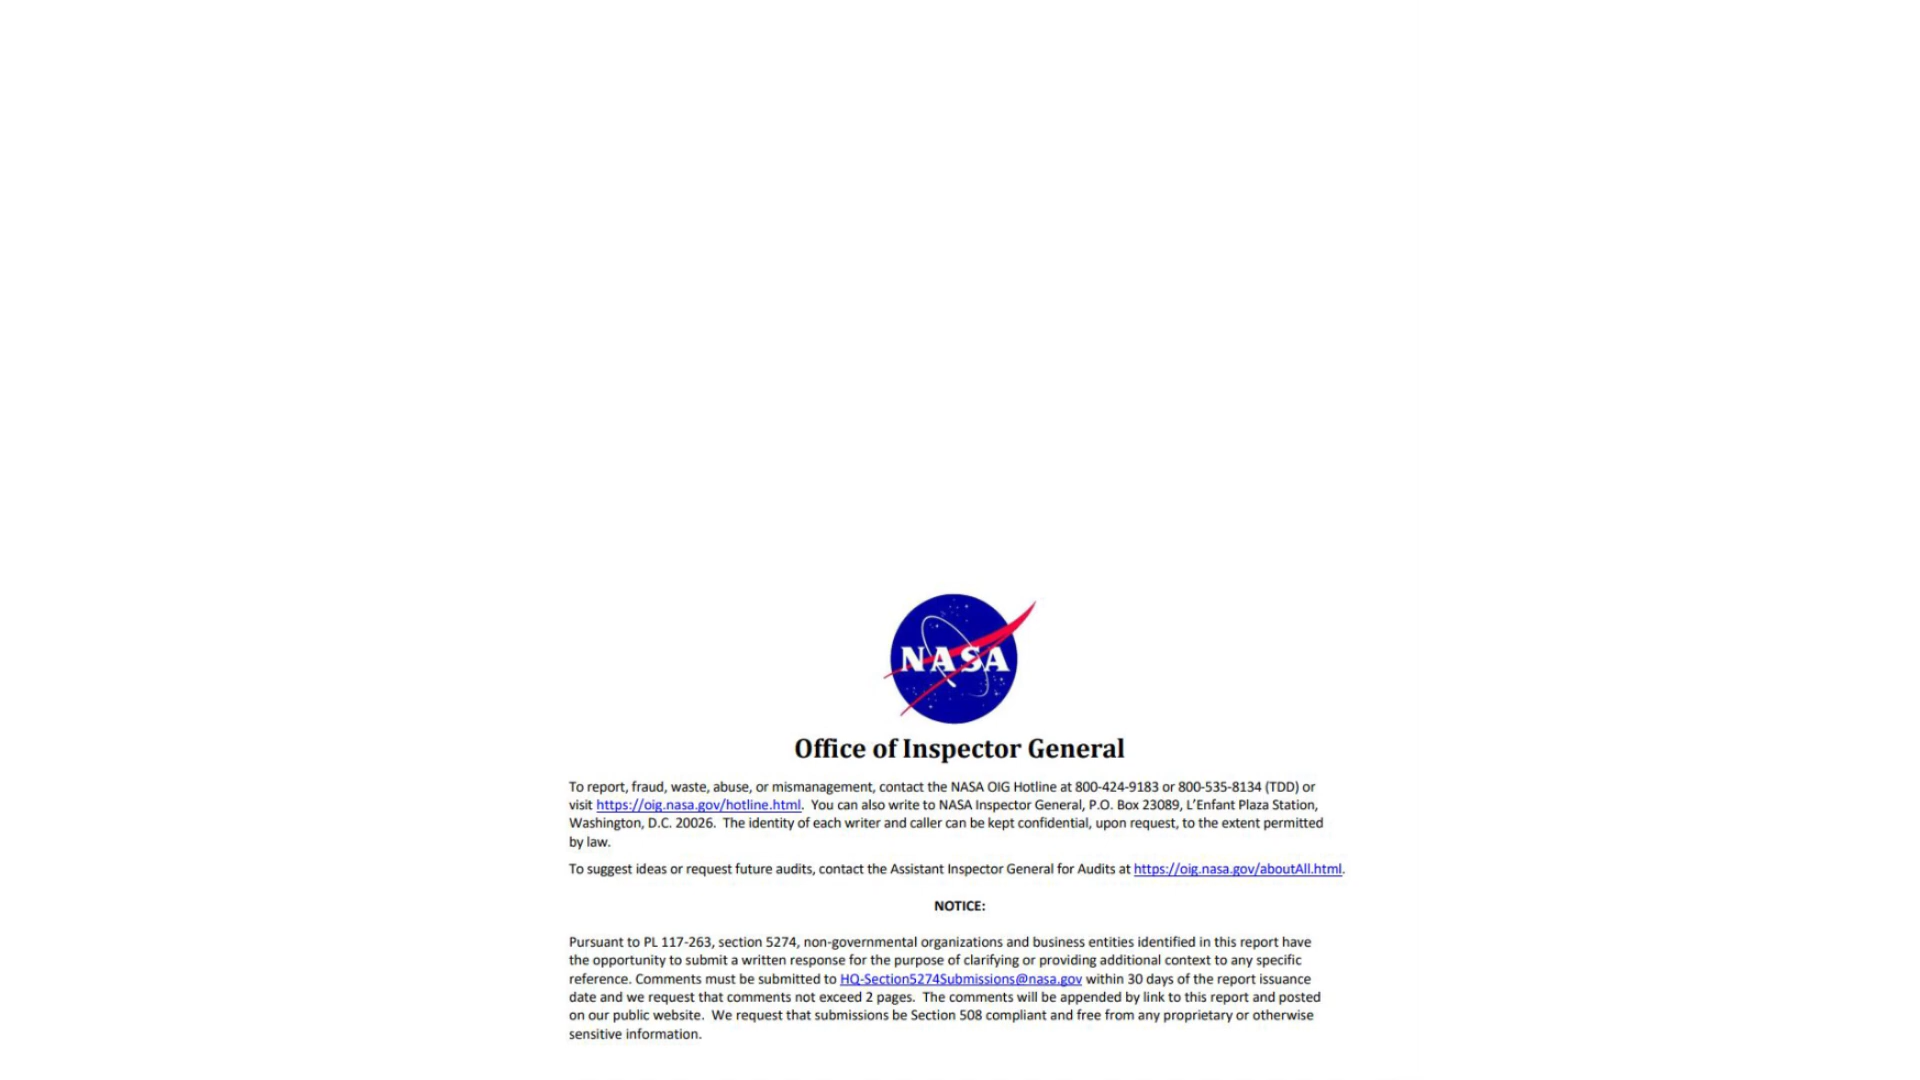 NASA
Office of Inspector General
To report, fraud, waste, abuse, or mismanagement, contact the NASA OIG Hotline at 800-424-9183 or 800-535-8134 (TDD) or
visit https://oig.nasa.gov/hotline.html.  You can also write to NASA Inspector General, P.O. Box 23089, L’Enfant Plaza Station,
Washington, D.C. 20026.  The identity of each writer and caller can be kept confidential, upon request, to the extent permitted
by law.
To suggest ideas or request future audits, contact the Assistant Inspector General for Audits at https://oig.nasa.gov/aboutAll.html.
NOTICE:
Pursuant to PL 117-263, section 5274, non-governmental organizations and business entities identified in this report have
the opportunity to submit a written response for the purpose of clarifying or providing additional context to any specific
reference. Comments must be submitted to HQ-Section5274Submissions@nasa.gov within 30 days of the report issuance
date and we request that comments not exceed 2 pages.  The comments will be appended by link to this report and posted
on our public website.  We request that submissions be Section 508 compliant and free from any proprietary or otherwise
sensitive information.